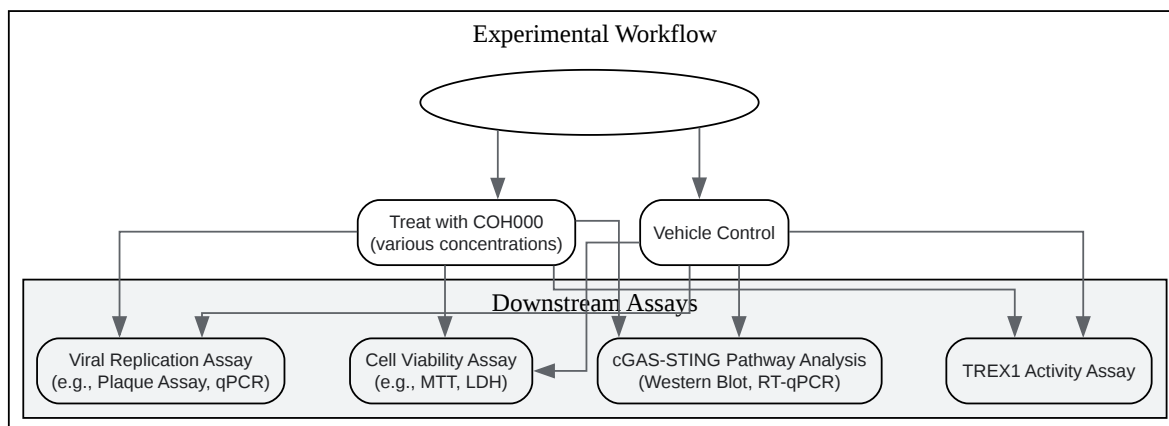 Experimental Workflow
Treat with COH000
(various concentrations)
Vehicle Control
Downstream Assays
Viral Replication Assay
(e.g., Plaque Assay, qPCR)
Cell Viability Assay
(e.g., MTT, LDH)
cGAS-STING Pathway Analysis
(Western Blot, RT-qPCR)
TREX1 Activity Assay